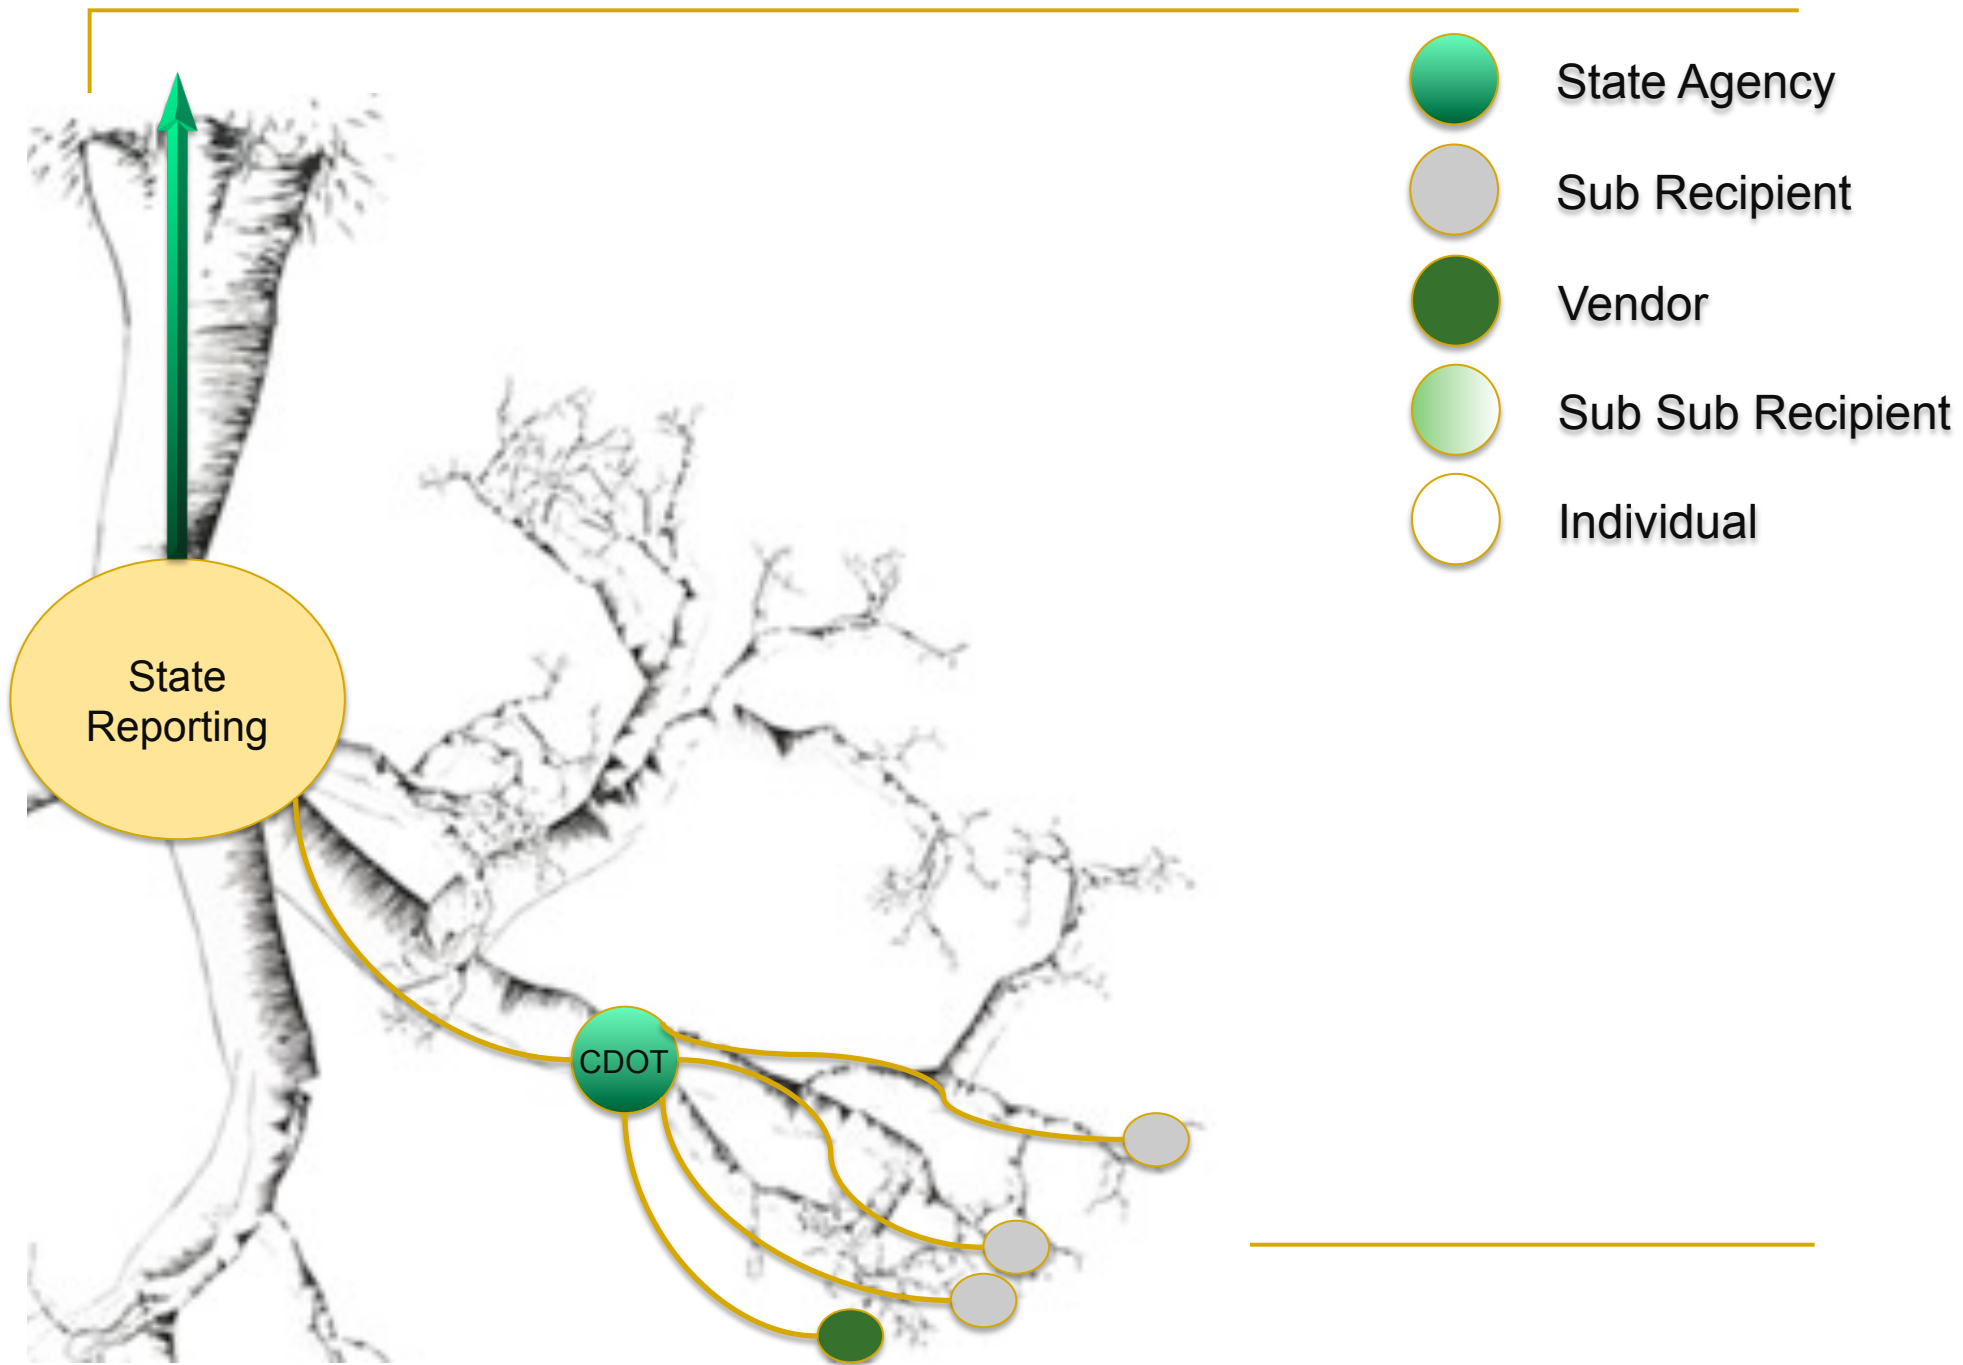 State Agency
Sub Recipient
Vendor
Sub Sub Recipient
Individual
State
Reporting
CDOT